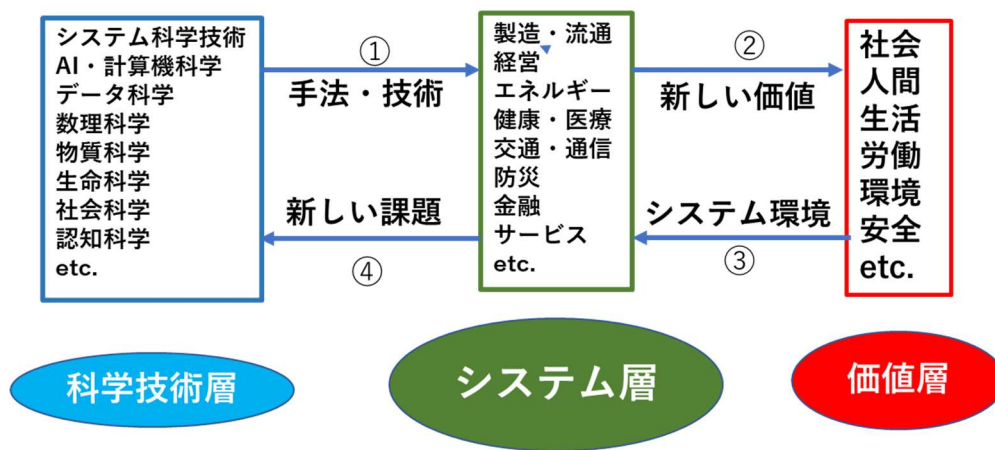 システム科学技術
AI・計算機科学
データ科学
数理科学
物質科学
生命科学
社会科学
認知科学
etc.
①
手法・技術
新しい課題
④
製造・流通
経営
エネルギー
健康・医療
交通・通信
防災
金融
サービス
etc.
②
新しい価値
システム環境
③
社会
人間
生活
労働
環境
安全
etc.
科学技術層
システム層
価値層